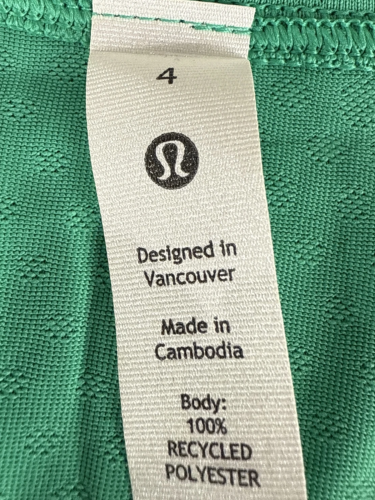 4
Designed in
Vancouver
Made in
Cambodia
Body:
100%
RECYCLED
POLYESTER